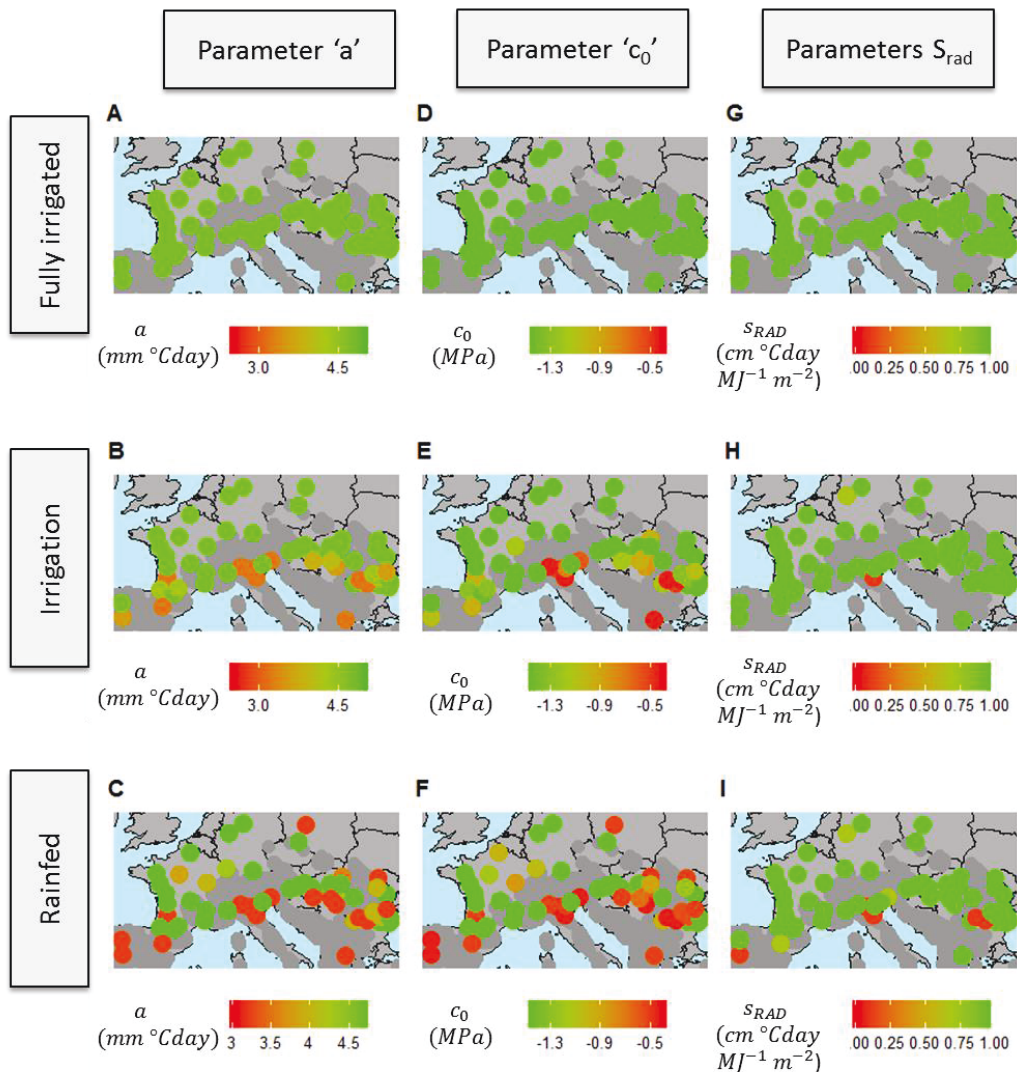 Parameter ‘a’
Parameter ‘c₀’
Parameters Sᵣₐd
Fully irrigated
A
D
G
a
(mm °Cday)
3.0 4.5
c₀
(MPa)
-1.3 -0.9 -0.5
s_RAD
(cm °Cday
MJ⁻¹ m⁻²)
.00 0.25 0.50 0.75 1.00
Irrigation
B
E
H
a
(mm °Cday)
3.0 4.5
c₀
(MPa)
-1.3 -0.9 -0.5
s_RAD
(cm °Cday
MJ⁻¹ m⁻²)
.00 0.25 0.50 0.75 1.00
Rainfed
C
F
I
a
(mm °Cday)
3 3.5 4 4.5
c₀
(MPa)
-1.3 -0.9 -0.5
s_RAD
(cm °Cday
MJ⁻¹ m⁻²)
.00 0.25 0.50 0.75 1.00